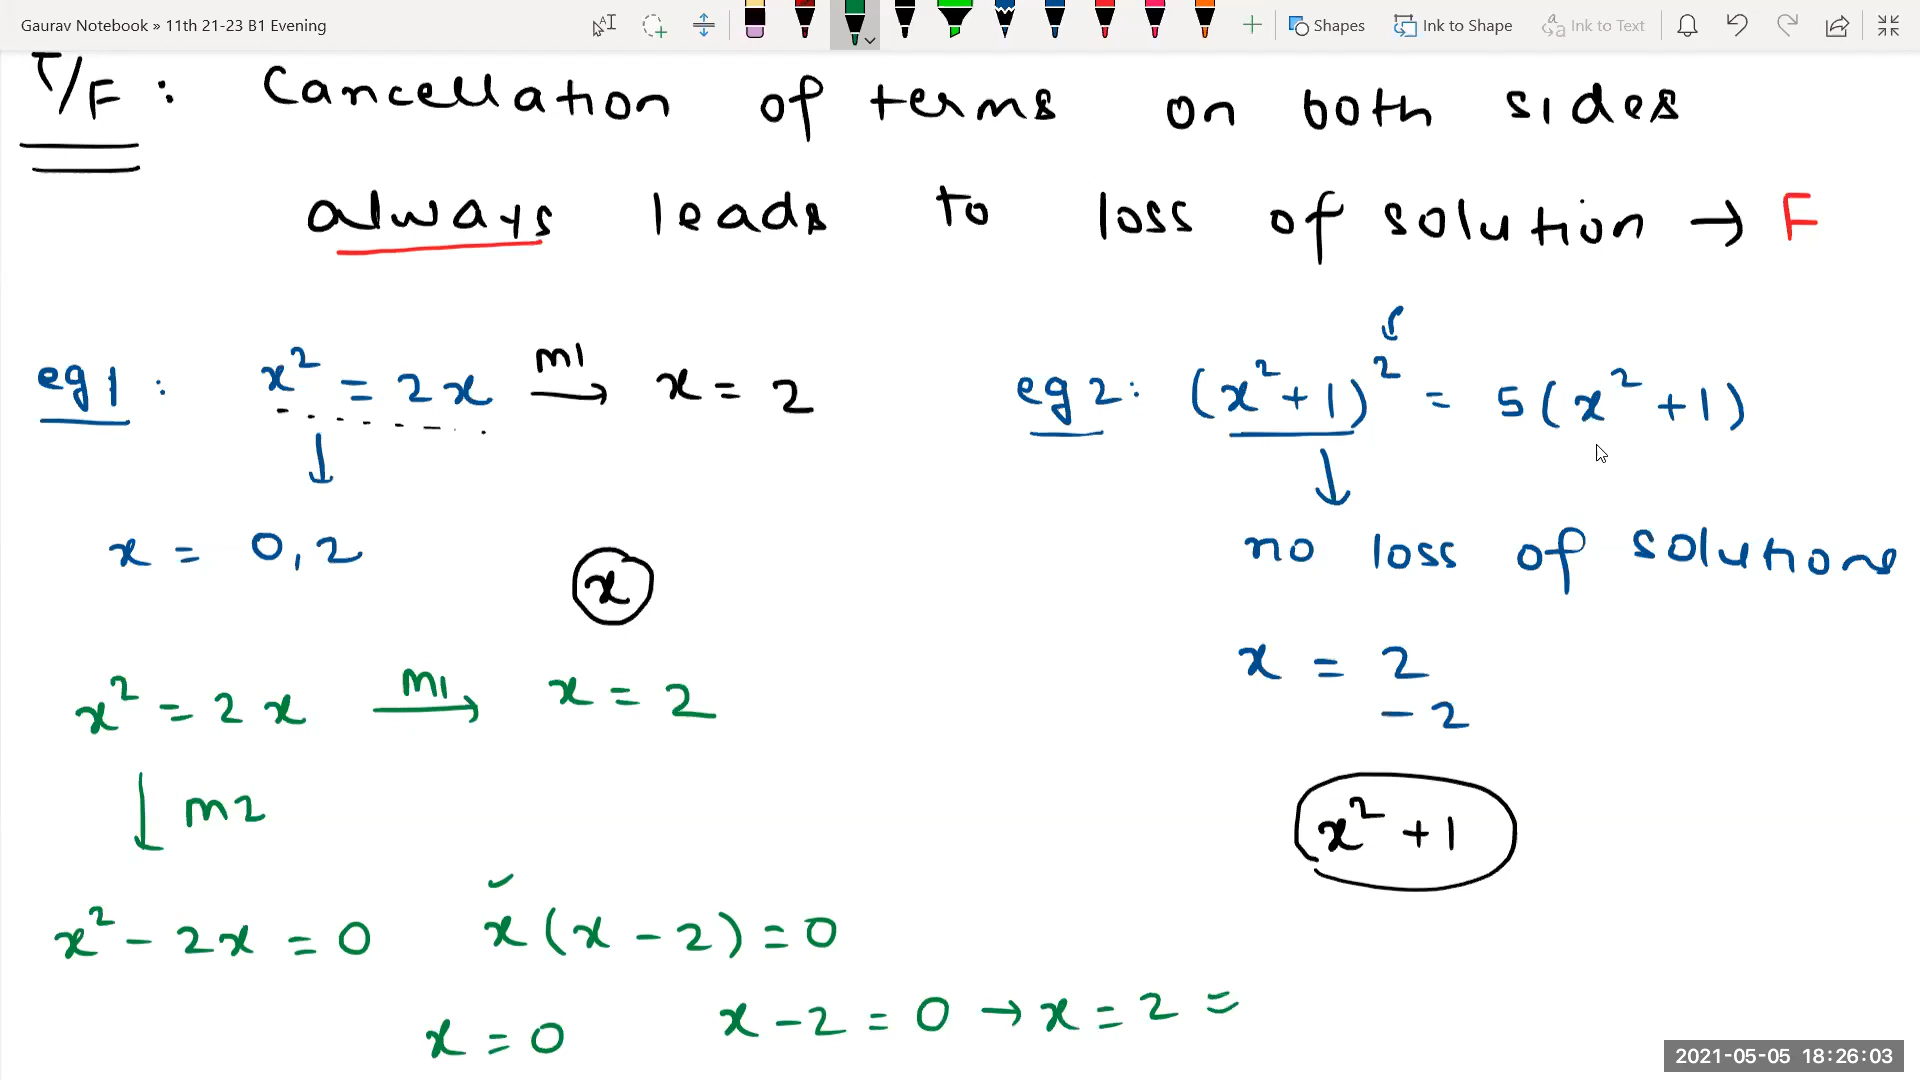 Gaurav Notebook » 11th 21-23 B1 Evening
Shapes
Ink to Shape
Ink to Text
T/F : Cancellation of terms on both sides
always leads to loss of solution → F
eg 1 : x² = 2x —m1→ x = 2
x = 0, 2
x
x² = 2x —m1→ x = 2
↓ m2
x² - 2x = 0 x(x - 2) = 0
x = 0 x - 2 = 0 → x = 2 =
eg 2 : (x² + 1)² = 5(x² + 1)
↓
no loss of solutions
x = 2
- 2
x² + 1
2021-05-05 18:26:03